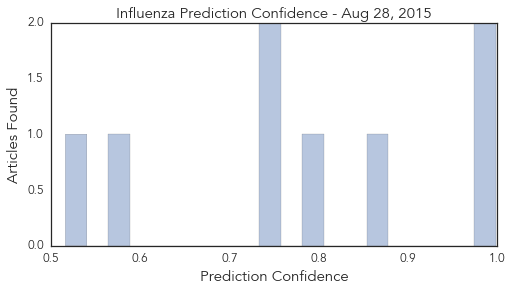 Influenza Prediction Confidence - Aug 28, 2015
2.0
1.5
1.0
0.5
0.0
Articles Found
0.5 0.6 0.7 0.8 0.9 1.0
Prediction Confidence